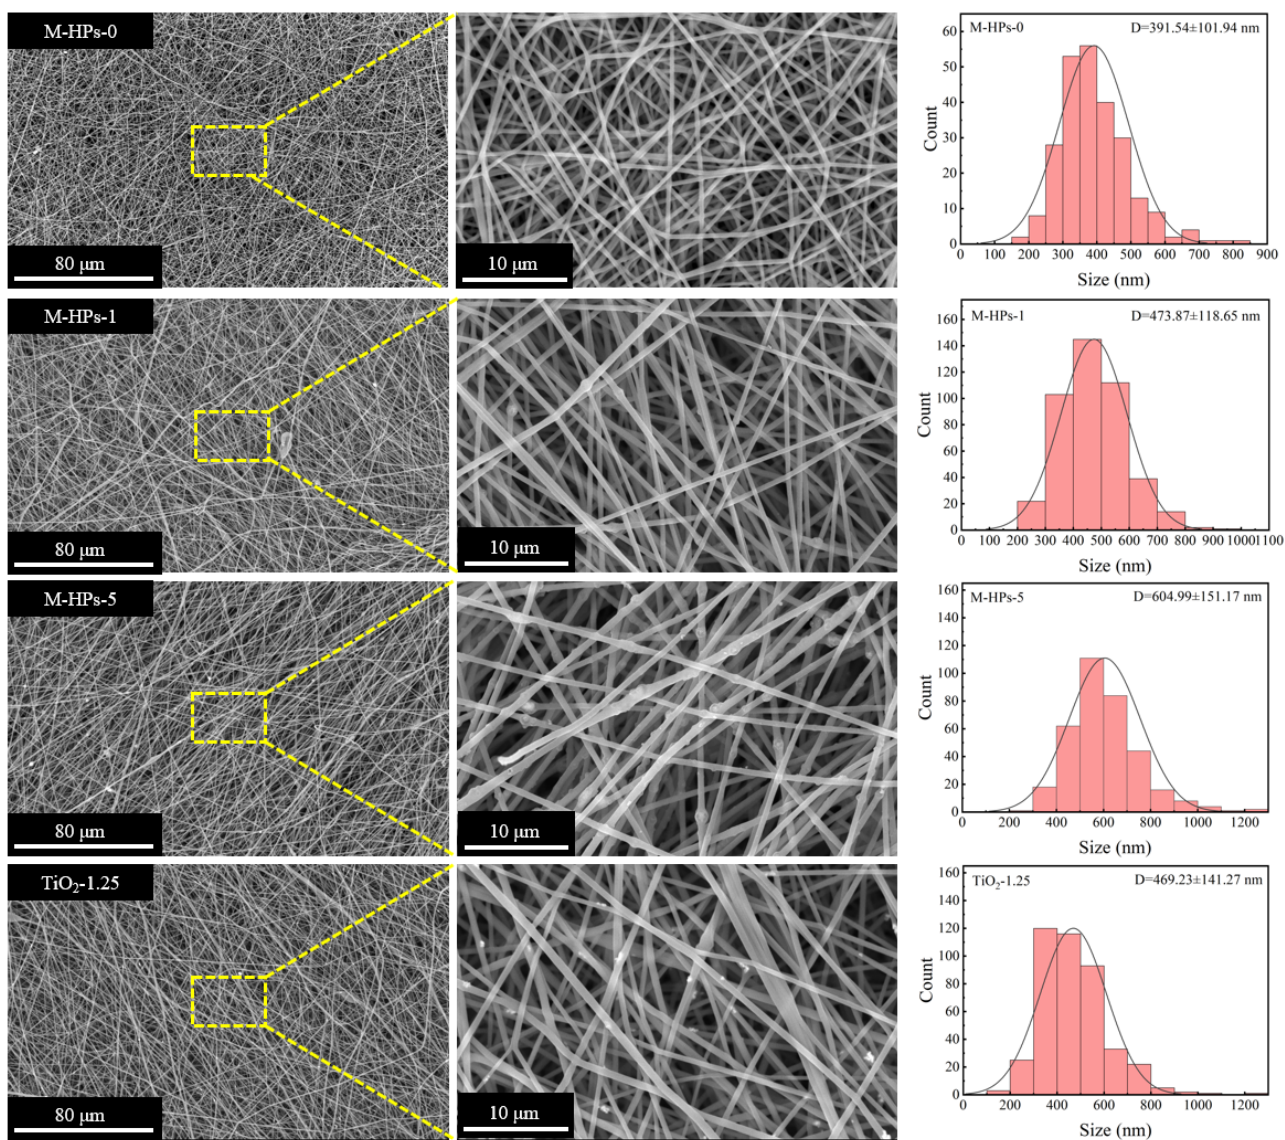 M-HPs-0
80 μm
10 μm
M-HPs-0 D=391.54±101.94 nm
60
50
40
30
20
10
0
Count
0 100 200 300 400 500 600 700 800 900
Size (nm)
M-HPs-1
80 μm
10 μm
M-HPs-1 D=473.87±118.65 nm
160
140
120
100
80
60
40
20
0
Count
0 100 200 300 400 500 600 700 800 900 1000 1100
Size (nm)
M-HPs-5
80 μm
10 μm
M-HPs-5 D=604.99±151.17 nm
160
140
120
100
80
60
40
20
0
Count
0 200 400 600 800 1000 1200
Size (nm)
TiO₂-1.25
80 μm
10 μm
TiO₂-1.25 D=469.23±141.27 nm
160
140
120
100
80
60
40
20
0
Count
0 200 400 600 800 1000 1200
Size (nm)